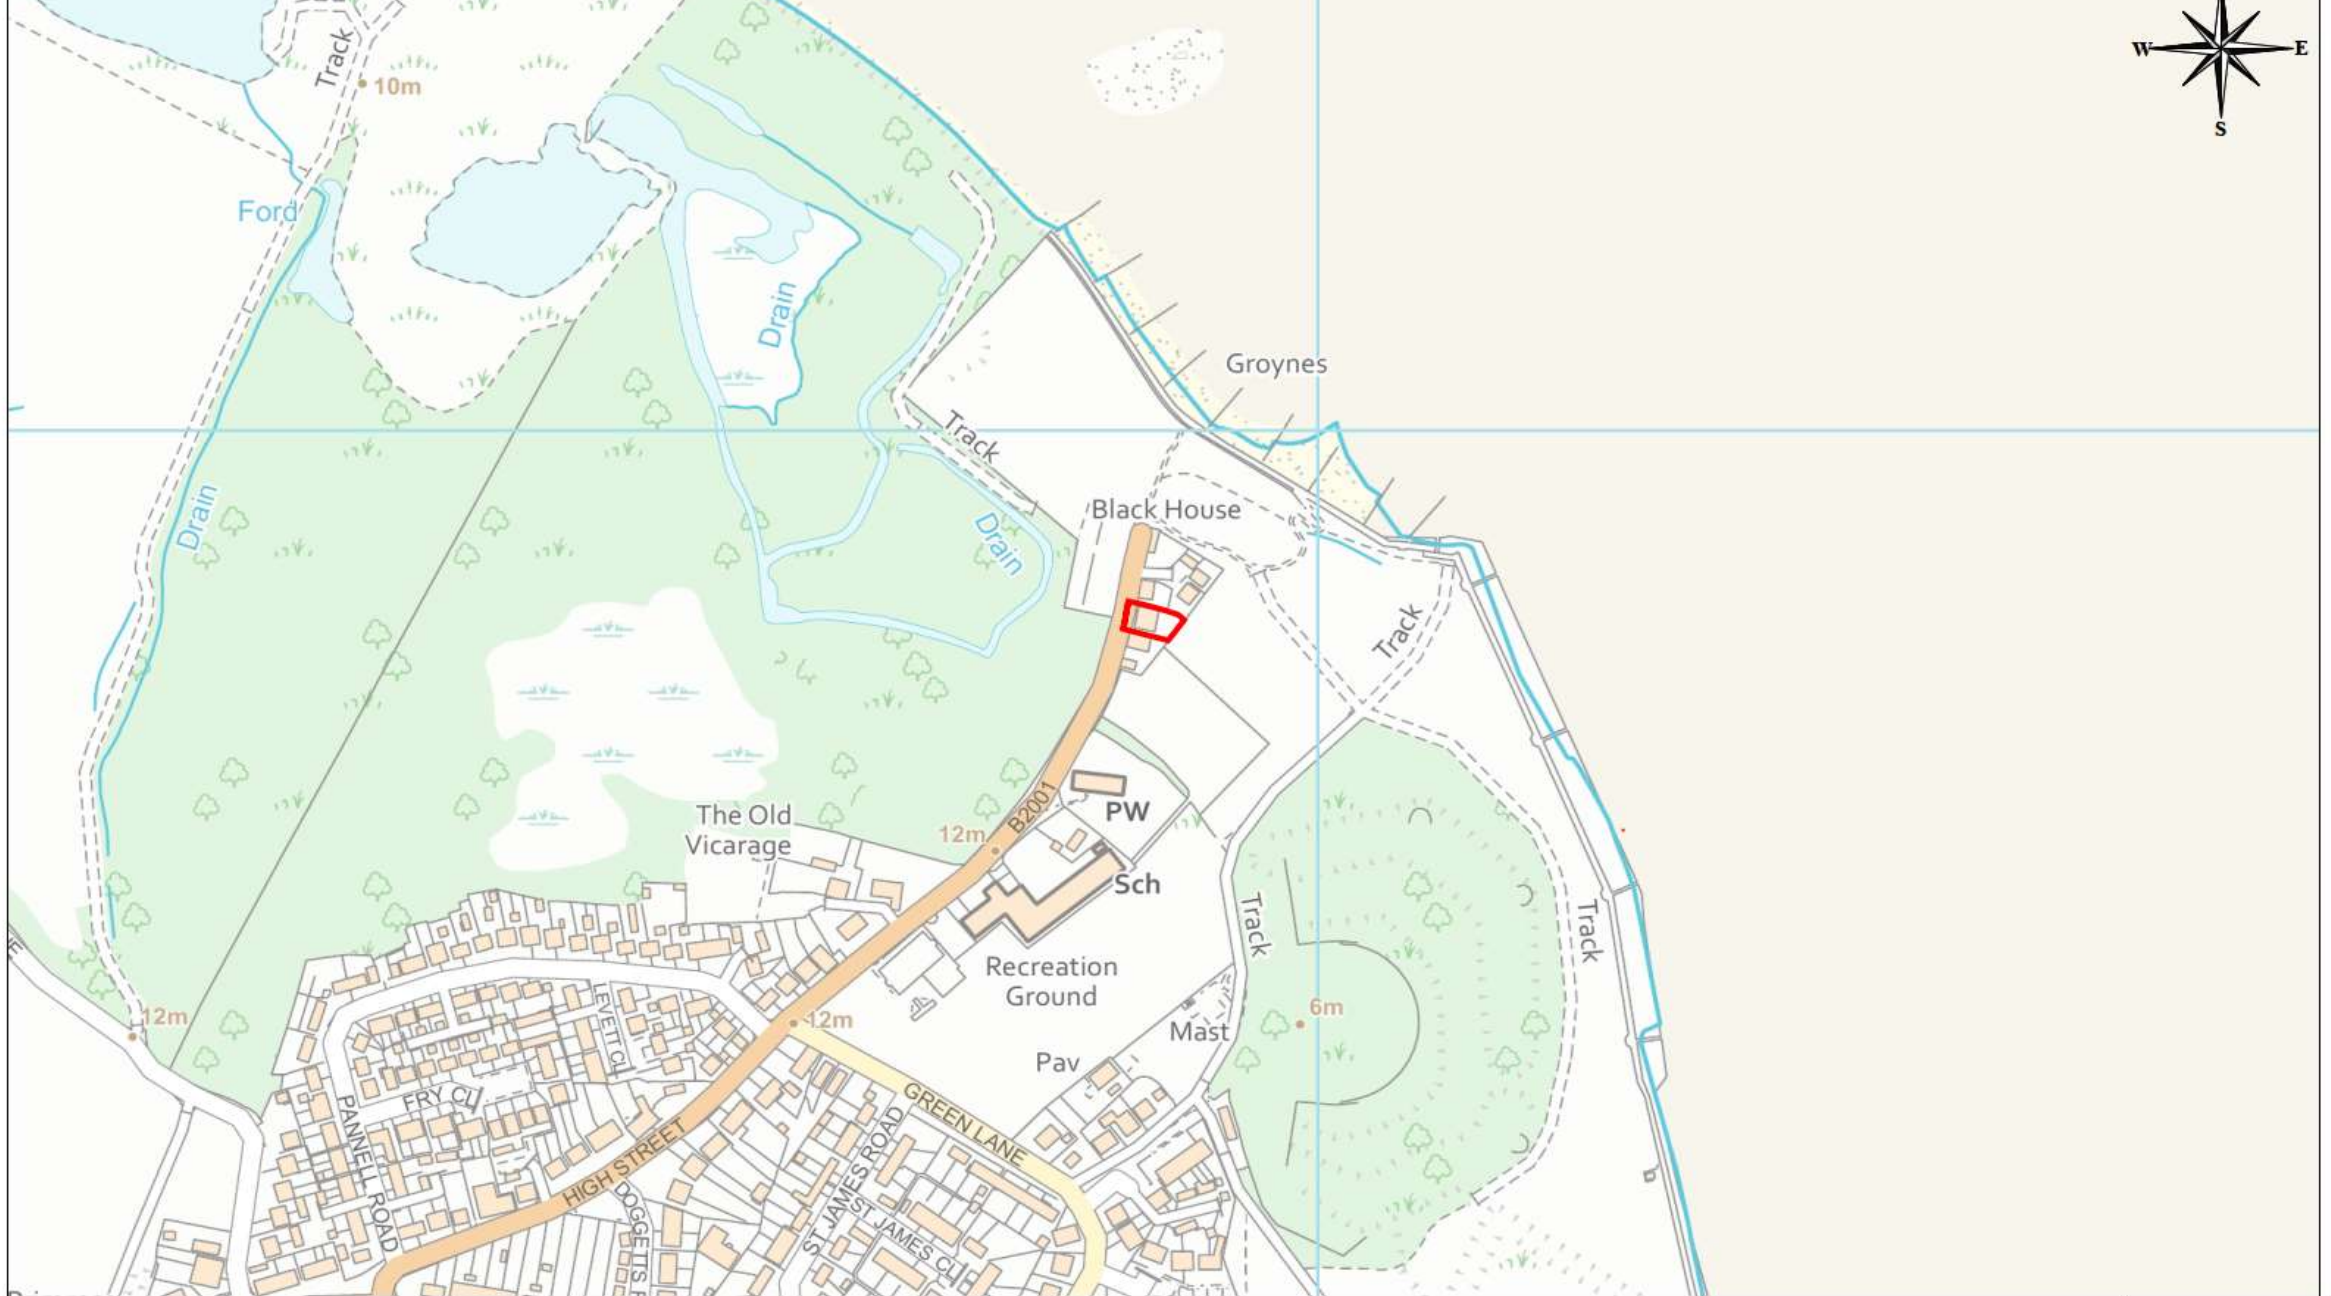 W
E
S
Track
10m
Ford
Drain
Groynes
Track
Black House
Drain
Drain
Track
The Old
Vicarage
12m
B2001
PW
Sch
Track
Track
Recreation
Ground
12m
LEVETT CL
12m
6m
Mast
Pav
FRY CL
PANNELL ROAD
GREEN LANE
HIGH STREET
ST JAMES ROAD
DOGGETTS
ST JAMES CL